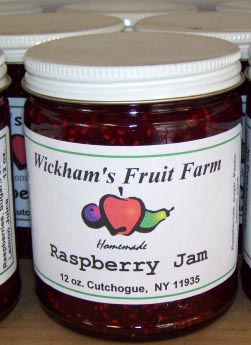 Wickham's Fruit Farm
Homemade
Raspberry Jam
12 oz. Cutchogue, NY 11935